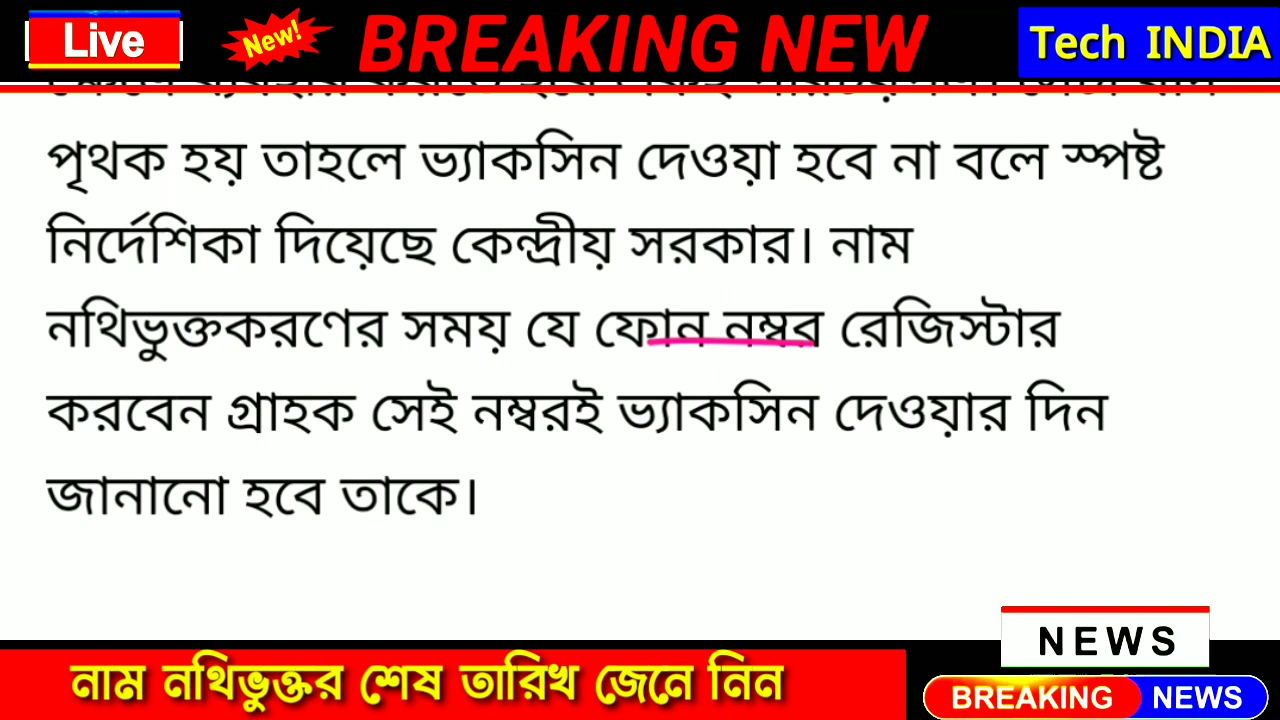 Live
New!
BREAKING NEW
Tech INDIA
পৃথক হয় তাহলে ভ্যাকসিন দেওয়া হবে না বলে স্পষ্ট
নির্দেশিকা দিয়েছে কেন্দ্রীয় সরকার। নাম
নথিভুক্তকরণের সময় যে ফোন নম্বর রেজিস্টার
করবেন গ্রাহক সেই নম্বরই ভ্যাকসিন দেওয়ার দিন
জানানো হবে তাকে।
NEWS
নাম নথিভুক্তর শেষ তারিখ জেনে নিন
BREAKING NEWS